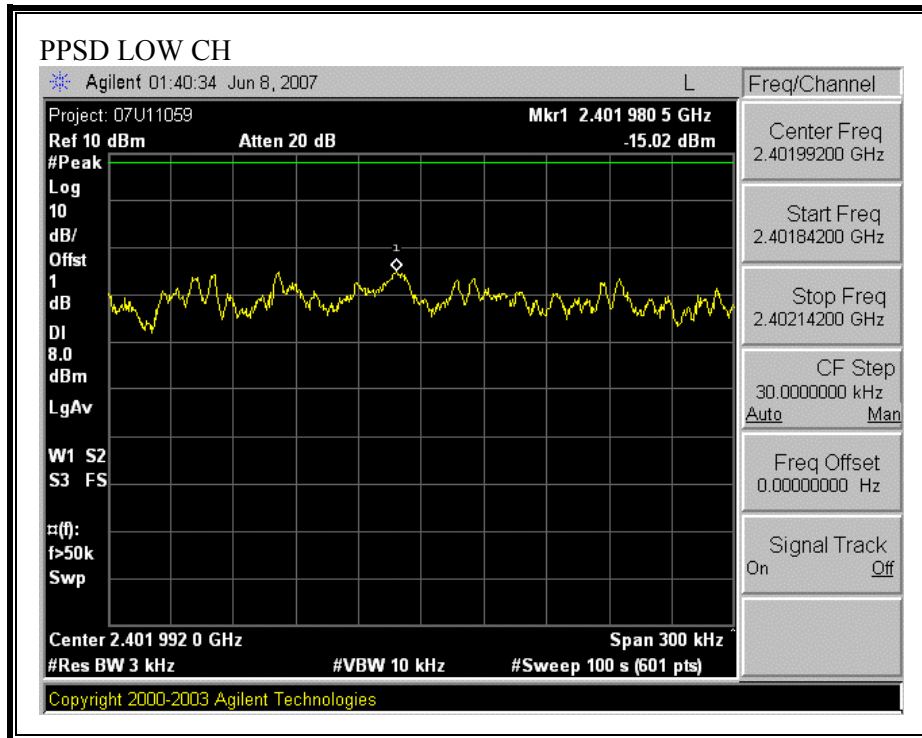 PPSD LOW CH
Agilent 01:40:34 Jun 8, 2007 L
Freq/Channel
Project: 07U11059 Mkr1 2.401 980 5 GHz
Ref 10 dBm Atten 20 dB -15.02 dBm
#Peak
Log
10
dB/
Offst
1
dB
DI
8.0
dBm
LgAv
W1 S2
S3 FS
¤(f):
f>50k
Swp
1
Center 2.401 992 0 GHz Span 300 kHz ^
#Res BW 3 kHz #VBW 10 kHz #Sweep 100 s (601 pts)
Center Freq
2.40199200 GHz
Start Freq
2.40184200 GHz
Stop Freq
2.40214200 GHz
CF Step
30.0000000 kHz
Auto Man
Freq Offset
0.00000000 Hz
Signal Track
On Off
Copyright 2000-2003 Agilent Technologies